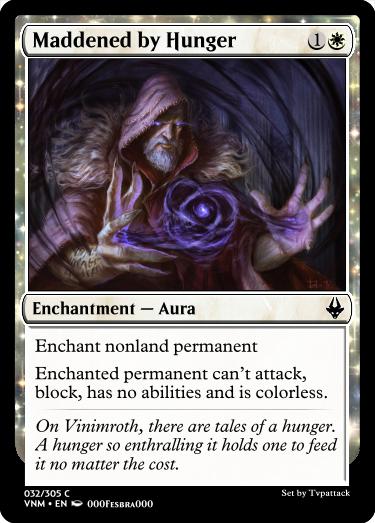 Maddened by Hunger 1
Enchantment — Aura
Enchant nonland permanent
Enchanted permanent can't attack,
block, has no abilities and is colorless.
On Vinimroth, there are tales of a hunger.
A hunger so enthralling it holds one to feed
it no matter the cost.
032/305 C
VNM • EN 000Fesbra000
Set by Tvpattack